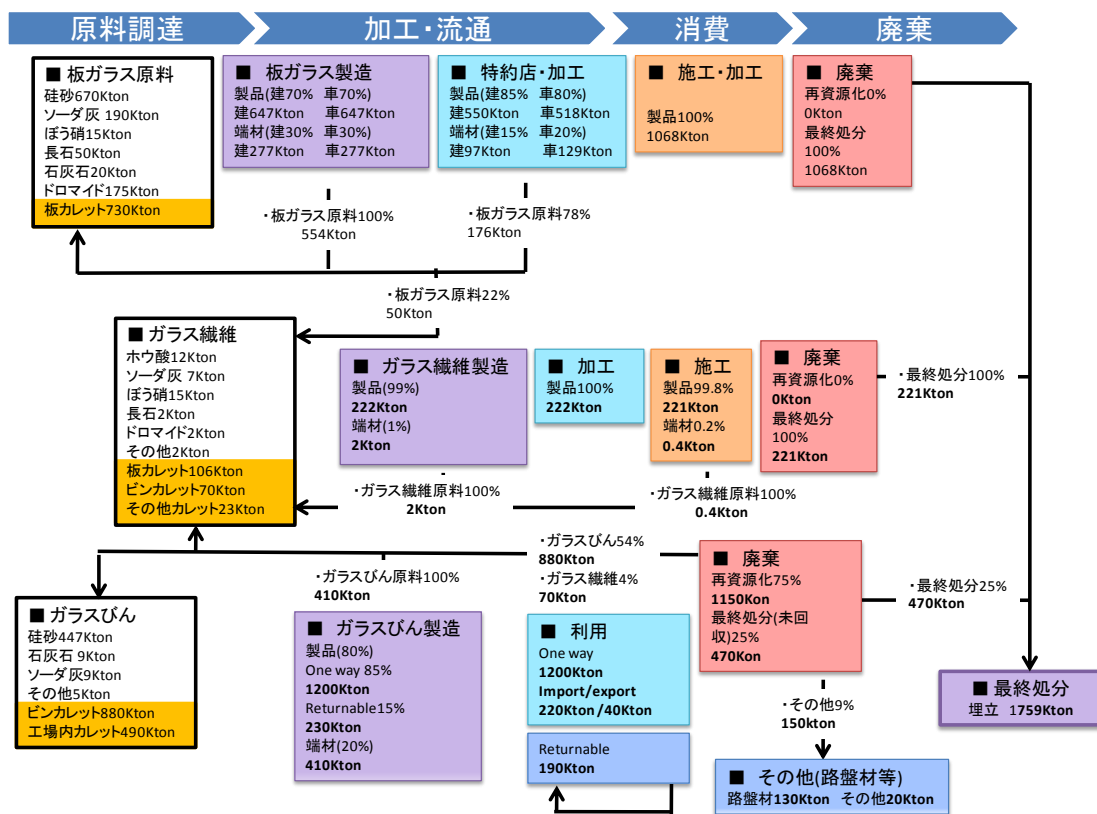 原料調達
加工・流通
消費
廃棄
■ 板ガラス原料
硅砂670Kton
ソーダ灰 190Kton
ぼう硝15Kton
長石50Kton
石灰石20Kton
ドロマイド175Kton
板カレット730Kton
■ 板ガラス製造
製品(建70% 車70%)
建647Kton 車647Kton
端材(建30% 車30%)
建277Kton 車277Kton
■ 特約店・加工
製品(建85% 車80%)
建550Kton 車518Kton
端材(建15% 車20%)
建97Kton 車129Kton
■ 施工・加工
製品100%
1068Kton
■ 廃棄
再資源化0%
0Kton
最終処分
100%
1068Kton
・板ガラス原料100%
554Kton
・板ガラス原料78%
176Kton
・板ガラス原料22%
50Kton
■ ガラス繊維
ホウ酸12Kton
ソーダ灰 7Kton
ぼう硝15Kton
長石2Kton
ドロマイド2Kton
その他2Kton
板カレット106Kton
ビンカレット70Kton
その他カレット23Kton
■ ガラス繊維製造
製品(99%)
222Kton
端材(1%)
2Kton
■ 加工
製品100%
222Kton
■ 施工
製品99.8%
221Kton
端材0.2%
0.4Kton
■ 廃棄
再資源化0%
0Kton
最終処分
100%
221Kton
・最終処分100%
221Kton
・ガラス繊維原料100%
2Kton
・ガラス繊維原料100%
0.4Kton
・ガラスびん54%
880Kton
・ガラス繊維4%
70Kton
・ガラスびん原料100%
410Kton
■ ガラスびん
硅砂447Kton
石灰石 9Kton
ソーダ灰9Kton
その他5Kton
ビンカレット880Kton
工場内カレット490Kton
■ ガラスびん製造
製品(80%)
One way 85%
1200Kton
Returnable15%
230Kton
端材(20%)
410Kton
■ 利用
One way
1200Kton
Import/export
220Kton /40Kton
Returnable
190Kton
■ 廃棄
再資源化75%
1150Kton
最終処分(未回
収)25%
470Kon
・最終処分25%
470Kton
・その他9%
150kton
■ 最終処分
埋立 1759Kton
■ その他(路盤材等)
路盤材130Kton その他20Kton